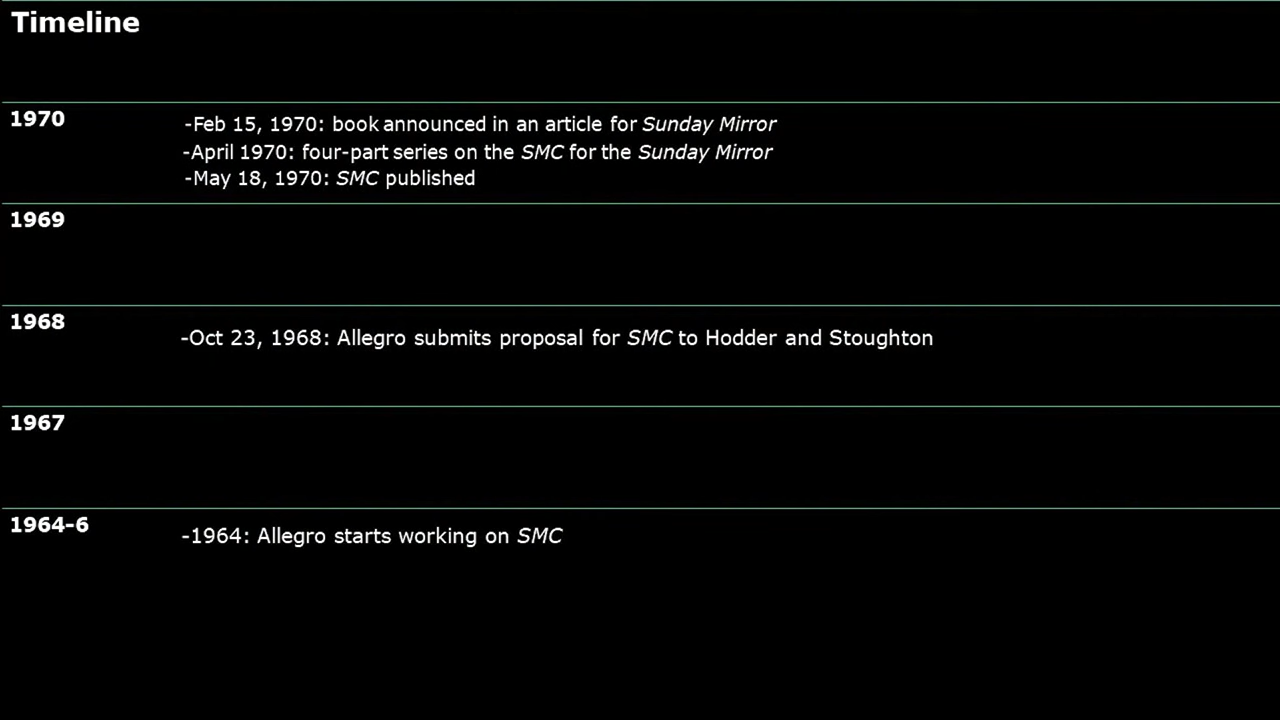 Timeline
1970
-Feb 15, 1970: book announced in an article for Sunday Mirror
-April 1970: four-part series on the SMC for the Sunday Mirror
-May 18, 1970: SMC published
1969
1968
-Oct 23, 1968: Allegro submits proposal for SMC to Hodder and Stoughton
1967
1964-6
-1964: Allegro starts working on SMC